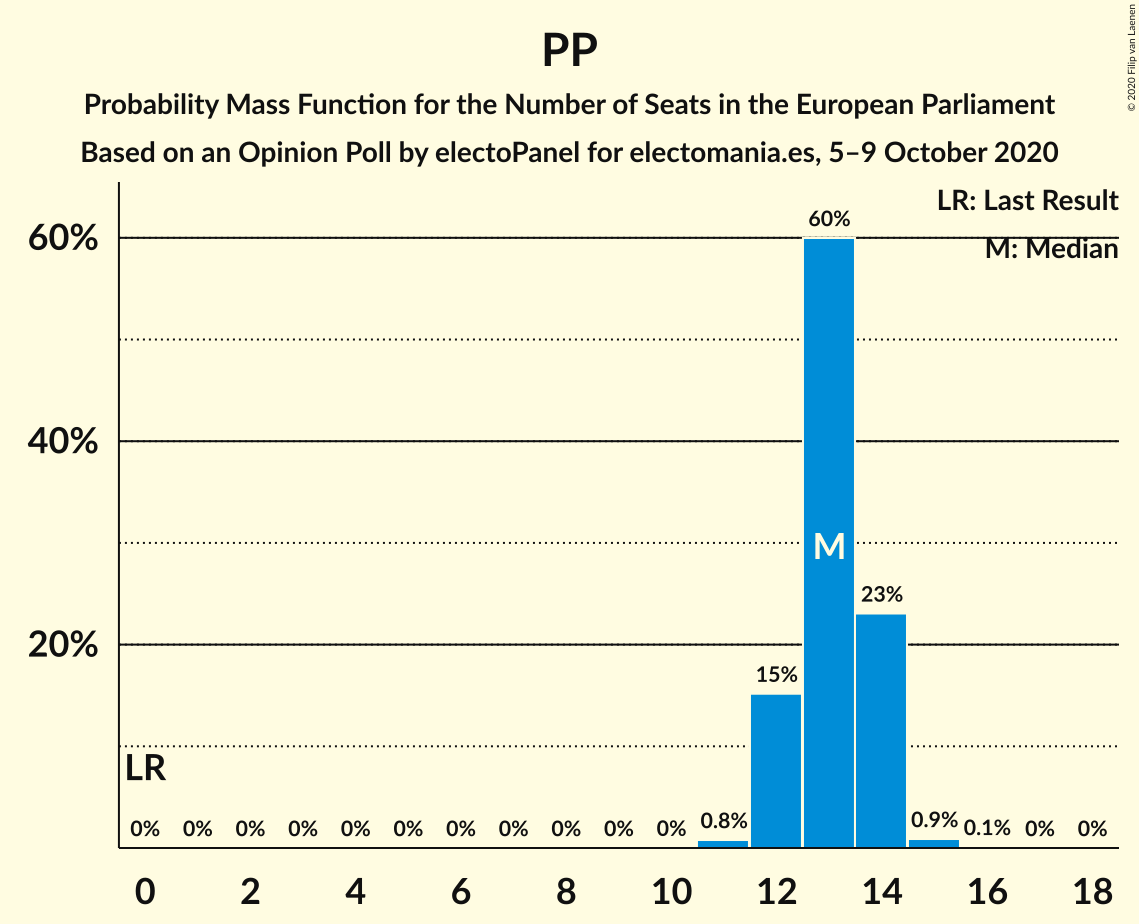 PP
Probability Mass Function for the Number of Seats in the European Parliament
Based on an Opinion Poll by electoPanel for electomania.es, 5–9 October 2020
© 2020 Filip van Laenen
LR: Last Result
M: Median
60%
40%
20%
60%
M
23%
15%
LR
0% 0% 0% 0% 0% 0% 0% 0% 0% 0% 0% 0.8% 0.9% 0.1% 0% 0%
0 2 4 6 8 10 12 14 16 18